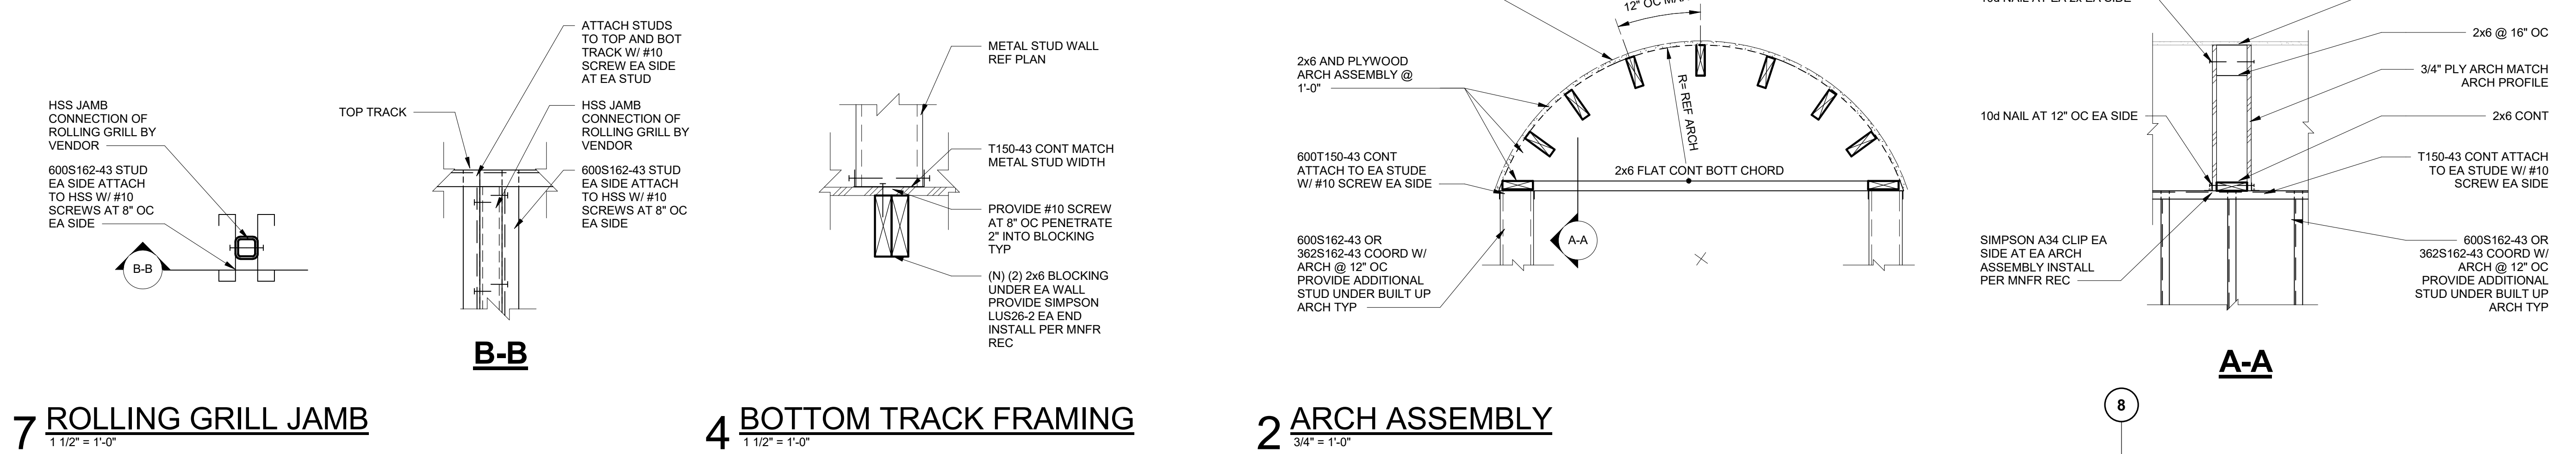 HSS JAMB
CONNECTION OF
ROLLING GRILL BY
VENDOR
600S162-43 STUD
EA SIDE ATTACH
TO HSS W/ #10
SCREWS AT 8" OC
EA SIDE
B-B
TOP TRACK
ATTACH STUDS
TO TOP AND BOT
TRACK W/ #10
SCREW EA SIDE
AT EA STUD
HSS JAMB
CONNECTION OF
ROLLING GRILL BY
VENDOR
600S162-43 STUD
EA SIDE ATTACH
TO HSS W/ #10
SCREWS AT 8" OC
EA SIDE
B-B
7 ROLLING GRILL JAMB
1 1/2" = 1'-0"
METAL STUD WALL
REF PLAN
T150-43 CONT MATCH
METAL STUD WIDTH
PROVIDE #10 SCREW
AT 8" OC PENETRATE
2" INTO BLOCKING
TYP
(N) (2) 2x6 BLOCKING
UNDER EA WALL
PROVIDE SIMPSON
LUS26-2 EA END
INSTALL PER MNFR
REC
4 BOTTOM TRACK FRAMING
1 1/2" = 1'-0"
12" OC
2x6 AND PLYWOOD
ARCH ASSEMBLY @
1'-0"
R= REF ARCH
600T150-43 CONT
ATTACH TO EA STUDE
W/ #10 SCREW EA SIDE
2x6 FLAT CONT BOTT CHORD
600S162-43 OR
362S162-43 COORD W/
ARCH @ 12" OC
PROVIDE ADDITIONAL
STUD UNDER BUILT UP
ARCH TYP
A-A
2 ARCH ASSEMBLY
3/4" = 1'-0"
10d NAIL AT EA 2x EA SIDE
2x6 @ 16" OC
3/4" PLY ARCH MATCH
ARCH PROFILE
10d NAIL AT 12" OC EA SIDE
2x6 CONT
T150-43 CONT ATTACH
TO EA STUDE W/ #10
SCREW EA SIDE
SIMPSON A34 CLIP EA
SIDE AT EA ARCH
ASSEMBLY INSTALL
PER MNFR REC
600S162-43 OR
362S162-43 COORD W/
ARCH @ 12" OC
PROVIDE ADDITIONAL
STUD UNDER BUILT UP
ARCH TYP
A-A
8